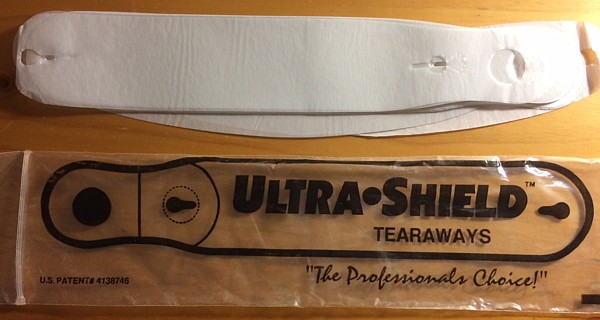 ULTRA•SHIELD™
TEARAWAYS
U.S. PATENT# 4138746
"The Professionals Choice!"